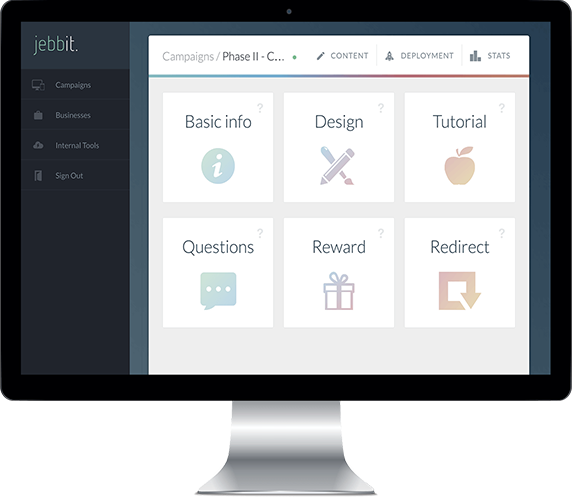 jebbit.
Campaigns
Businesses
Internal Tools
Sign Out
Campaigns / Phase II - C...
CONTENT
DEPLOYMENT
STATS
Basic info
?
Design
?
Tutorial
?
Questions
?
Reward
?
Redirect
?